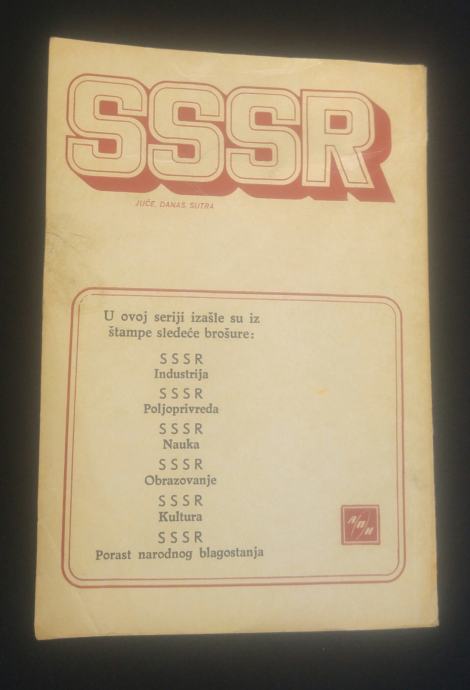 SSSR
JUČE, DANAS, SUTRA
U ovoj seriji izašle su iz
štampe sledeće brošure:
SSSR
Industrija
SSSR
Poljoprivreda
SSSR
Nauka
SSSR
Obrazovanje
SSSR
Kultura
SSSR
Porast narodnog blagostanja
АПН